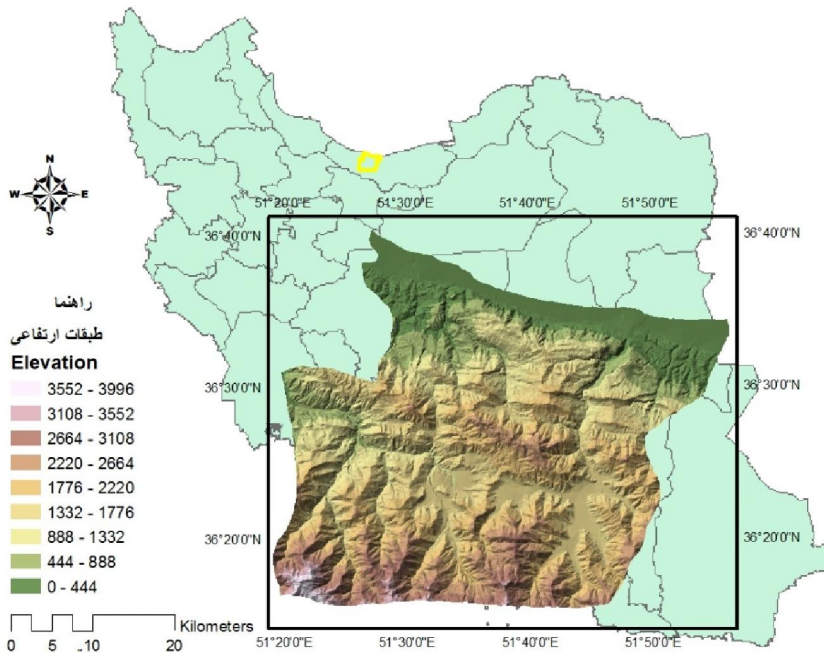 N
W E
S
51°20'0"E 51°30'0"E 51°40'0"E 51°50'0"E
36°40'0"N 36°40'0"N
راهنما
طبقات ارتفاعی
Elevation
3552 - 3996
3108 - 3552
2664 - 3108
2220 - 2664
1776 - 2220
1332 - 1776
888 - 1332
444 - 888
0 - 444
36°30'0"N 36°30'0"N
36°20'0"N 36°20'0"N
Kilometers
0 5 10 20
51°20'0"E 51°30'0"E 51°40'0"E 51°50'0"E